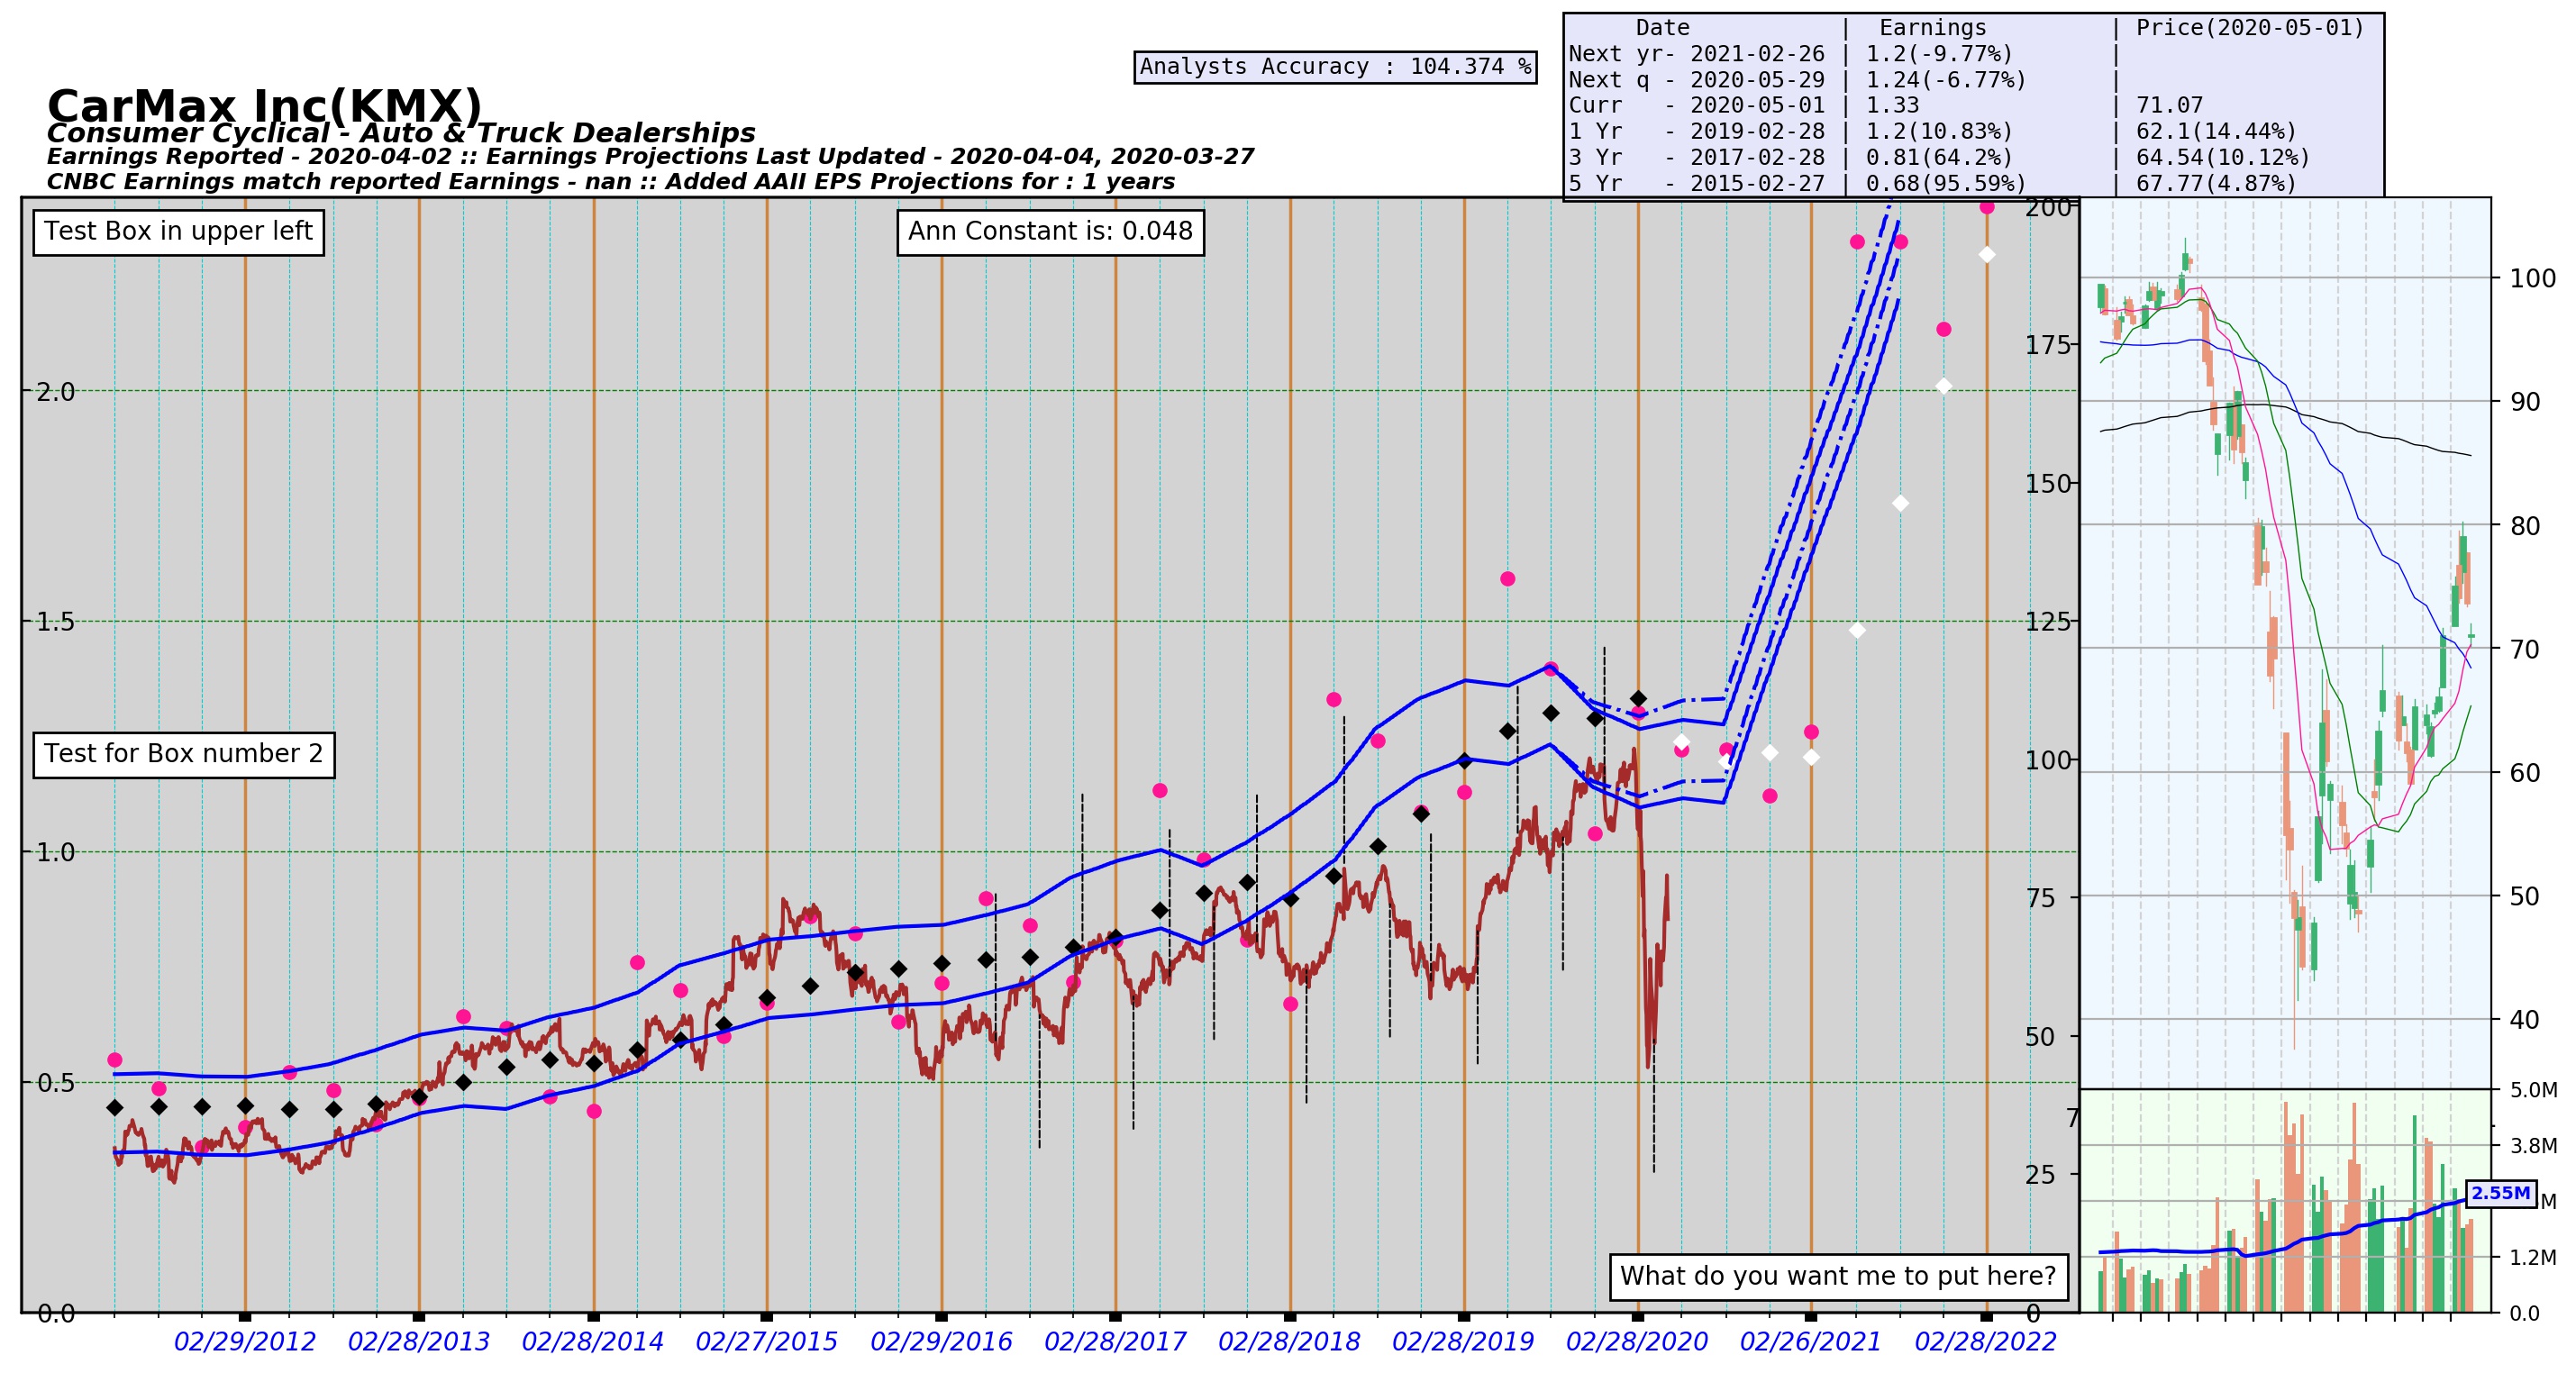 Date | Earnings | Price(2020-05-01)
Next yr- 2021-02-26 | 1.2(-9.77%) |
Next q - 2020-05-29 | 1.24(-6.77%) |
Curr - 2020-05-01 | 1.33 | 71.07
1 Yr - 2019-02-28 | 1.2(10.83%) | 62.1(14.44%)
3 Yr - 2017-02-28 | 0.81(64.2%) | 64.54(10.12%)
5 Yr - 2015-02-27 | 0.68(95.59%) | 67.77(4.87%)
Analysts Accuracy : 104.374 %
CarMax Inc(KMX)
Consumer Cyclical - Auto & Truck Dealerships
Earnings Reported - 2020-04-02 :: Earnings Projections Last Updated - 2020-04-04, 2020-03-27
CNBC Earnings match reported Earnings - nan :: Added AAII EPS Projections for : 1 years
Test Box in upper left
Ann Constant is: 0.048
Test for Box number 2
What do you want me to put here?
2.0
1.5
1.0
0.5
0.0
200
175
150
125
100
75
50
25
0
100
90
80
70
60
50
40
7
5.0M
3.8M
2.55M
M
1.2M
0.0
02/29/2012 02/28/2013 02/28/2014 02/27/2015 02/29/2016 02/28/2017 02/28/2018 02/28/2019 02/28/2020 02/26/2021 02/28/2022